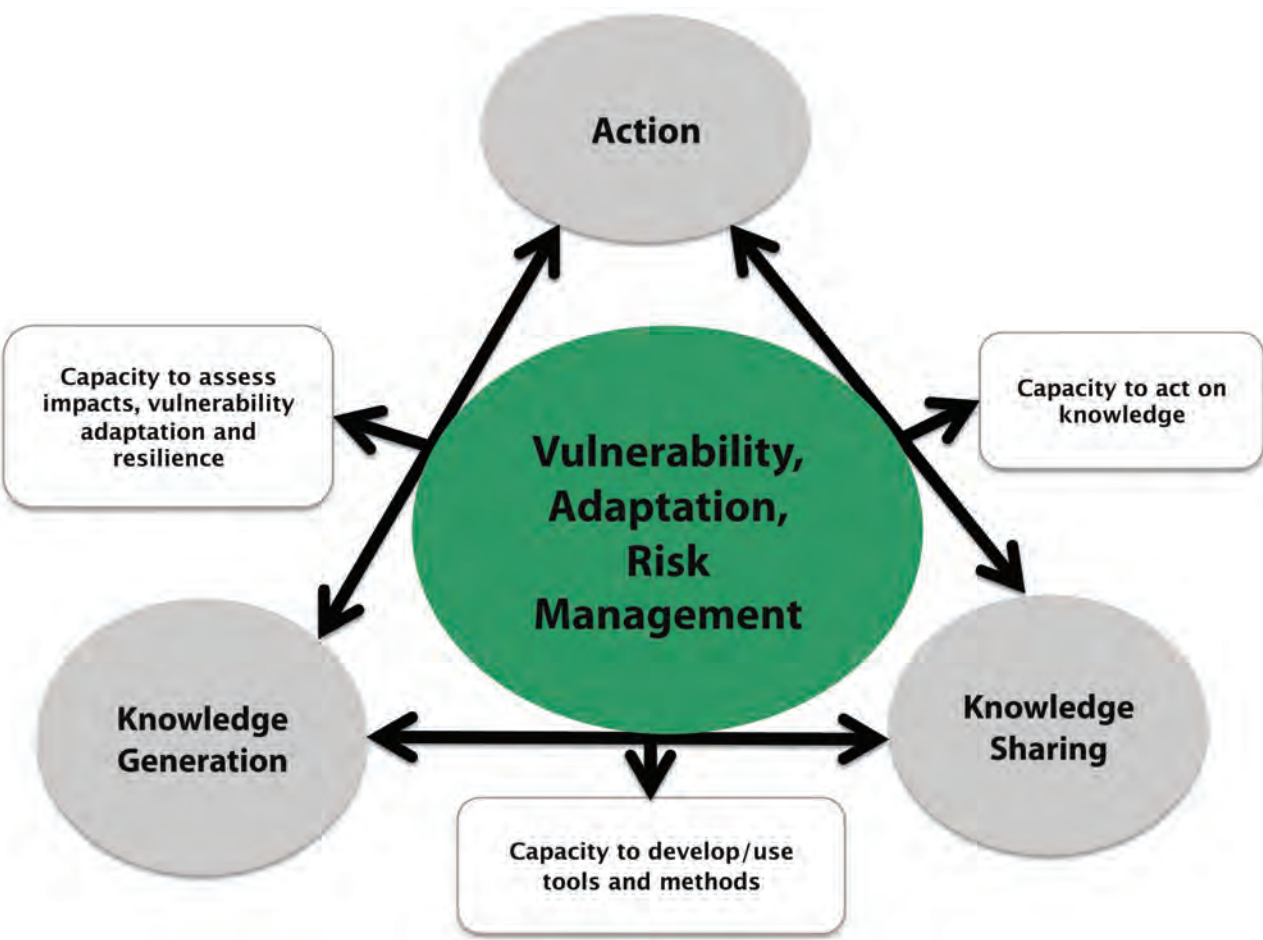 Action
Capacity to assess
impacts, vulnerability
adaptation and
resilience
Capacity to act on
knowledge
Vulnerability,
Adaptation,
Risk
Management
Knowledge
Generation
Knowledge
Sharing
Capacity to develop/use
tools and methods